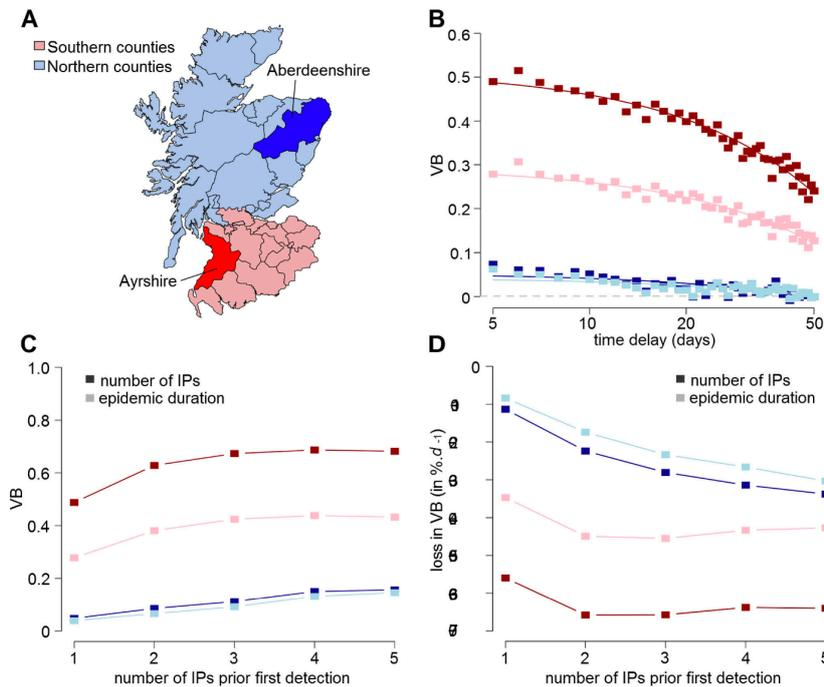 A
Southern counties
Northern counties
Aberdeenshire
Ayrshire
B
0.6
0.5
0.4
0.3
0.2
0.1
0
VB
5
10
20
50
time delay (days)
C
1.0
0.8
0.6
0.4
0.2
0
VB
number of IPs
epidemic duration
1
2
3
4
5
number of IPs prior first detection
D
0
loss in VB (in %.d -1)
number of IPs
epidemic duration
1
2
3
4
5
number of IPs prior first detection